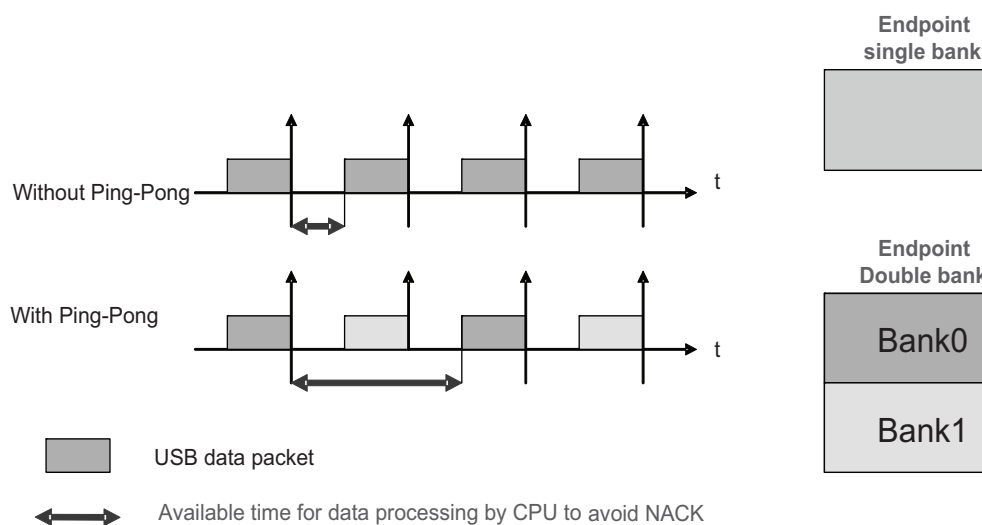 Endpoint
single bank
Without Ping-Pong
t
Endpoint
Double bank
With Ping-Pong
t
Bank0
Bank1
USB data packet
Available time for data processing by CPU to avoid NACK